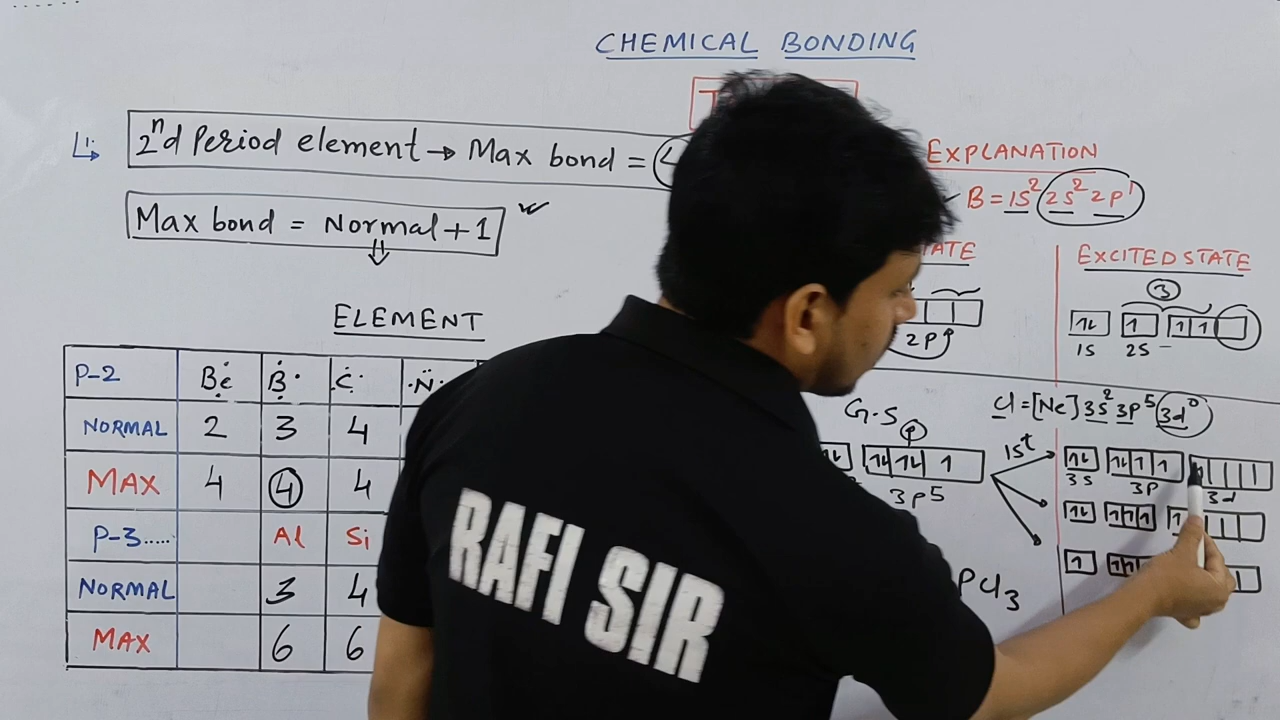 CHEMICAL BONDING
2nd Period element → Max bond = 4
Max bond = Normal + 1
ELEMENT
P-2 Be B C N
NORMAL 2 3 4
MAX 4 4 4
P-3..... Al Si
NORMAL 3 4
MAX 6 6
EXPLANATION
B = 1s² 2s² 2p¹
EXCITED STATE
3
2p
1s 2s
G.S
Cl = [Ne] 3s² 3p⁵ 3d⁰
1st
3p⁵
3s 3p 3d
PCl₃
RAFI SIR